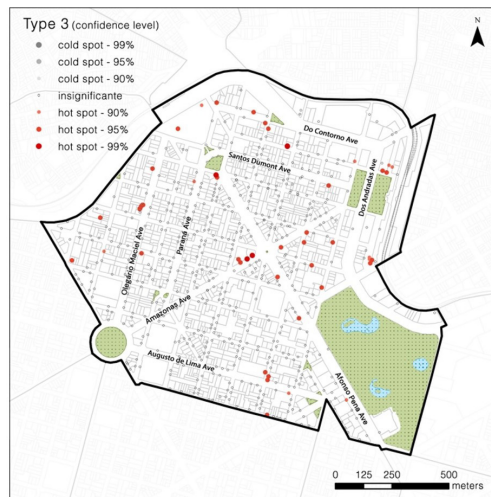 Type 3 (confidence level)
cold spot - 99%
cold spot - 95%
cold spot - 90%
insignificante
hot spot - 90%
hot spot - 95%
hot spot - 99%
N
Do Contorno Ave
Santos Dumont Ave
Dos Andradas Ave
Olegário Maciel Ave
Paraná Ave
Amazonas Ave
Augusto de Lima Ave
Afonso Pena Ave
0 125 250 500
meters